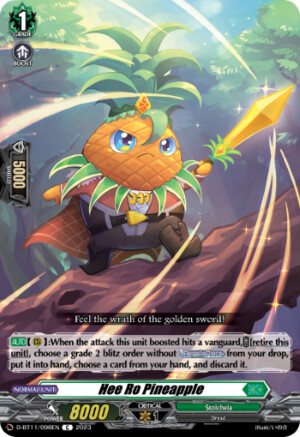 1
GRADE
BOOST
5000
SHIELD
Feel the wrath of the golden sword!
AUTO (RC):When the attack this unit boosted hits a vanguard, [retire this
unit], choose a grade 2 blitz order without from your drop,
put it into hand, choose a card from your hand, and discard it.
NORMAL UNIT
Hee Ro Pineapple
POWER 8000
CRITICAL
1
Stoicheia
Dryad
D-BT11/096EN C 2023